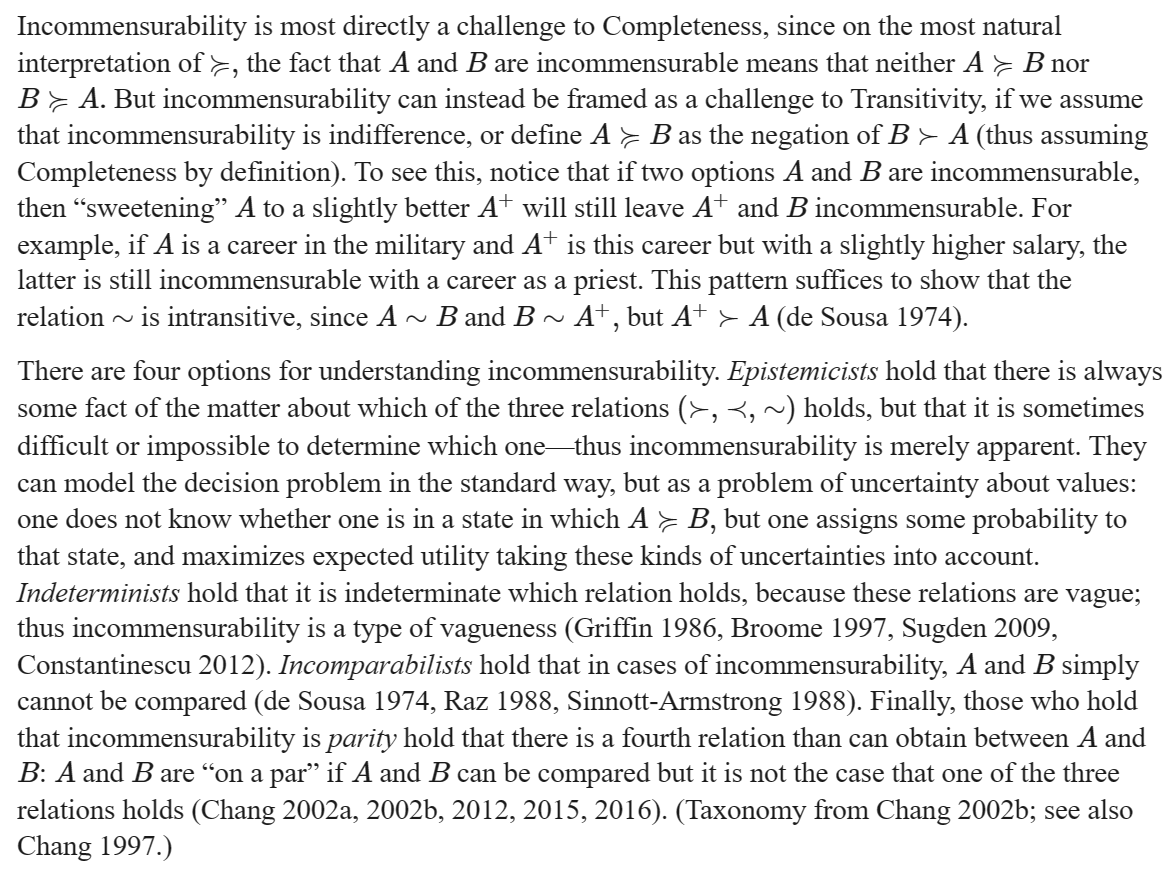 Incommensurability is most directly a challenge to Completeness, since on the most natural
interpretation of ≽, the fact that A and B are incommensurable means that neither A ≽ B nor
B ≽ A. But incommensurability can instead be framed as a challenge to Transitivity, if we assume
that incommensurability is indifference, or define A ≽ B as the negation of B ≻ A (thus assuming
Completeness by definition). To see this, notice that if two options A and B are incommensurable,
then “sweetening” A to a slightly better A⁺ will still leave A⁺ and B incommensurable. For
example, if A is a career in the military and A⁺ is this career but with a slightly higher salary, the
latter is still incommensurable with a career as a priest. This pattern suffices to show that the
relation ∼ is intransitive, since A ∼ B and B ∼ A⁺, but A⁺ ≻ A (de Sousa 1974).
There are four options for understanding incommensurability. Epistemicists hold that there is always
some fact of the matter about which of the three relations (≻, ≺, ∼) holds, but that it is sometimes
difficult or impossible to determine which one—thus incommensurability is merely apparent. They
can model the decision problem in the standard way, but as a problem of uncertainty about values:
one does not know whether one is in a state in which A ≽ B, but one assigns some probability to
that state, and maximizes expected utility taking these kinds of uncertainties into account.
Indeterminists hold that it is indeterminate which relation holds, because these relations are vague;
thus incommensurability is a type of vagueness (Griffin 1986, Broome 1997, Sugden 2009,
Constantinescu 2012). Incomparabilists hold that in cases of incommensurability, A and B simply
cannot be compared (de Sousa 1974, Raz 1988, Sinnott-Armstrong 1988). Finally, those who hold
that incommensurability is parity hold that there is a fourth relation than can obtain between A and
B: A and B are “on a par” if A and B can be compared but it is not the case that one of the three
relations holds (Chang 2002a, 2002b, 2012, 2015, 2016). (Taxonomy from Chang 2002b; see also
Chang 1997.)